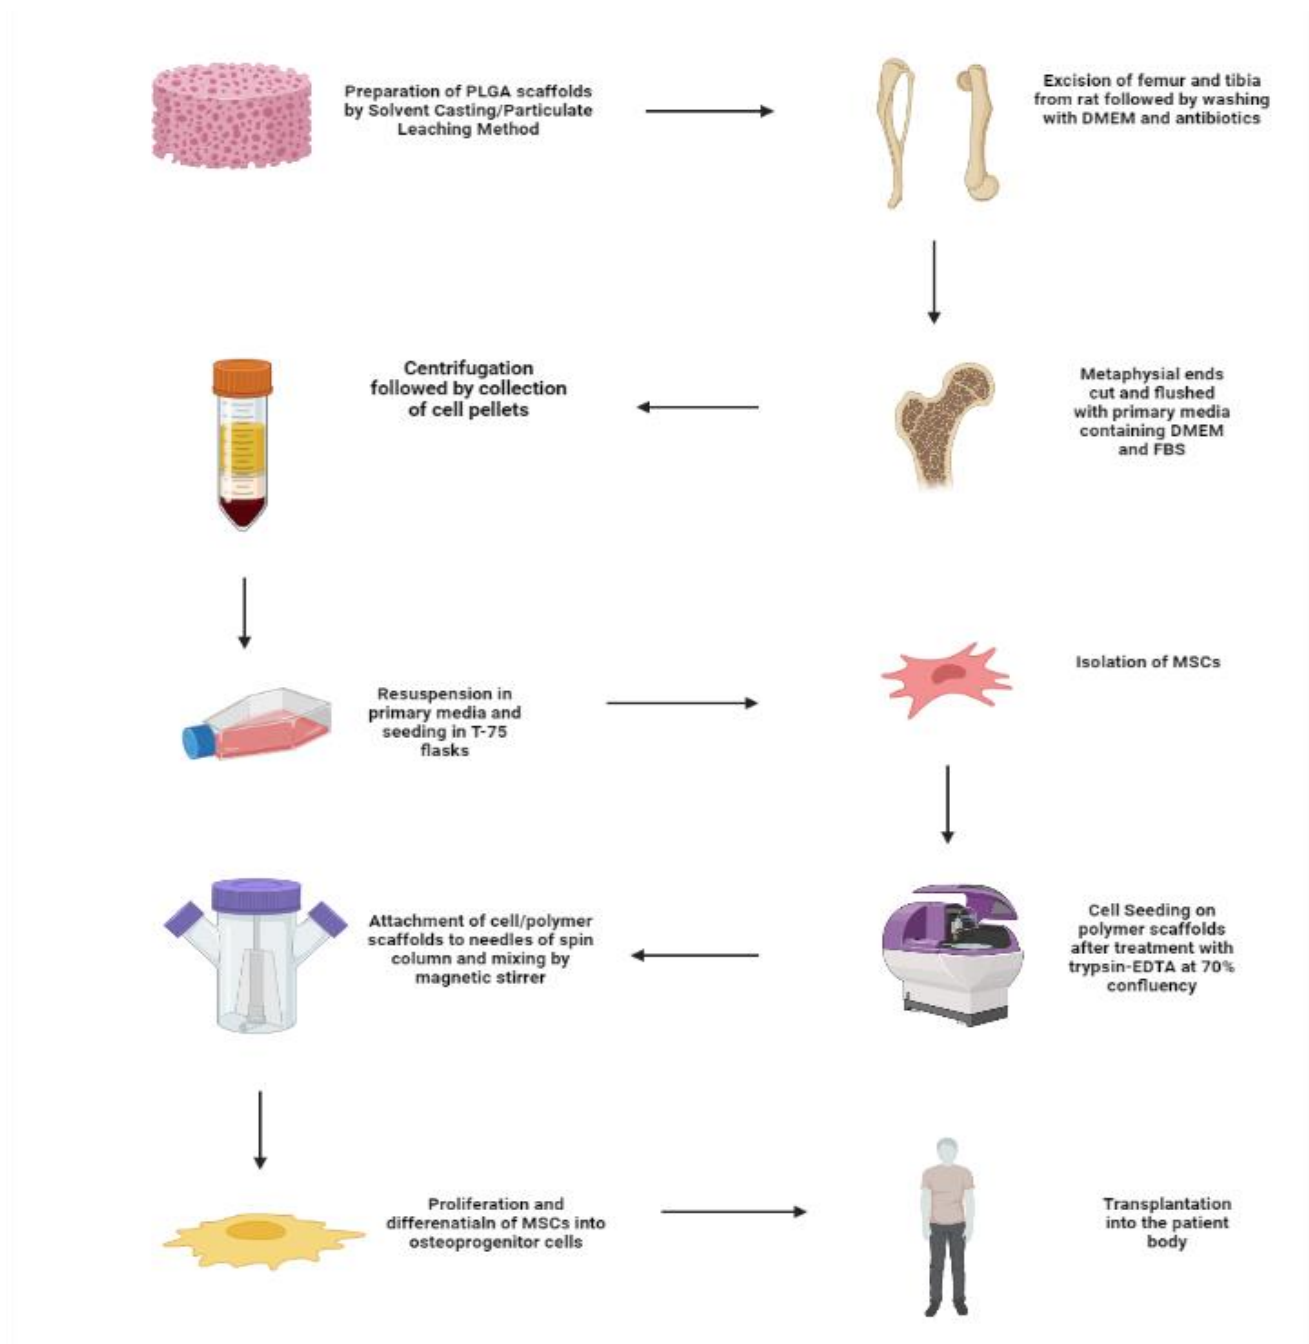 Preparation of PLGA scaffolds
by Solvent Casting/Particulate
Leaching Method
Excision of femur and tibia
from rat followed by washing
with DMEM and antibiotics
Metaphysial ends
cut and flushed
with primary media
containing DMEM
and FBS
Centrifugation
followed by collection
of cell pellets
Resuspension in
primary media and
seeding in T-75
flasks
Isolation of MSCs
Cell Seeding on
polymer scaffolds
after treatment with
trypsin-EDTA at 70%
confluency
Attachment of cell/polymer
scaffolds to needles of spin
column and mixing by
magnetic stirrer
Proliferation and
differenatialn of MSCs into
osteoprogenitor cells
Transplantation
into the patient
body